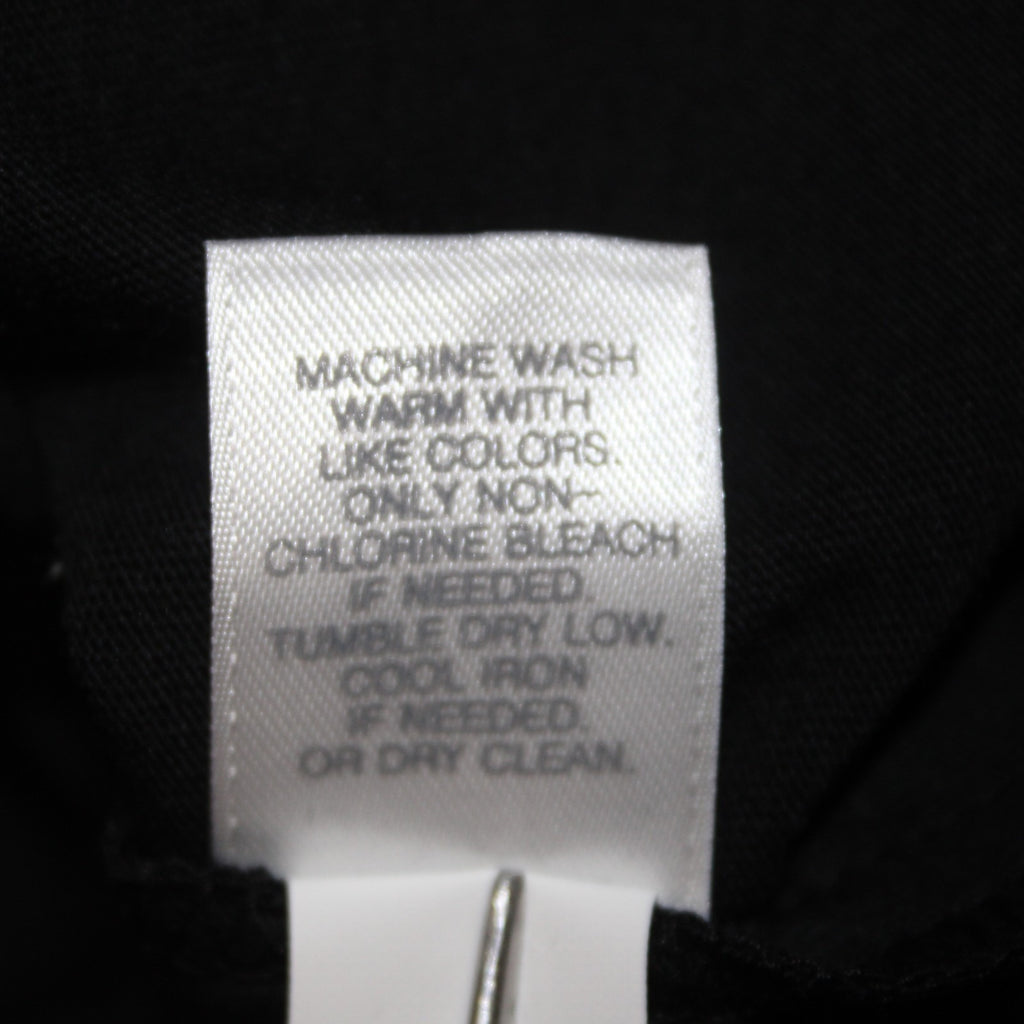 MACHINE WASH
WARM WITH
LIKE COLORS.
ONLY NON-
CHLORINE BLEACH
IF NEEDED.
TUMBLE DRY LOW.
COOL IRON
IF NEEDED.
OR DRY CLEAN.